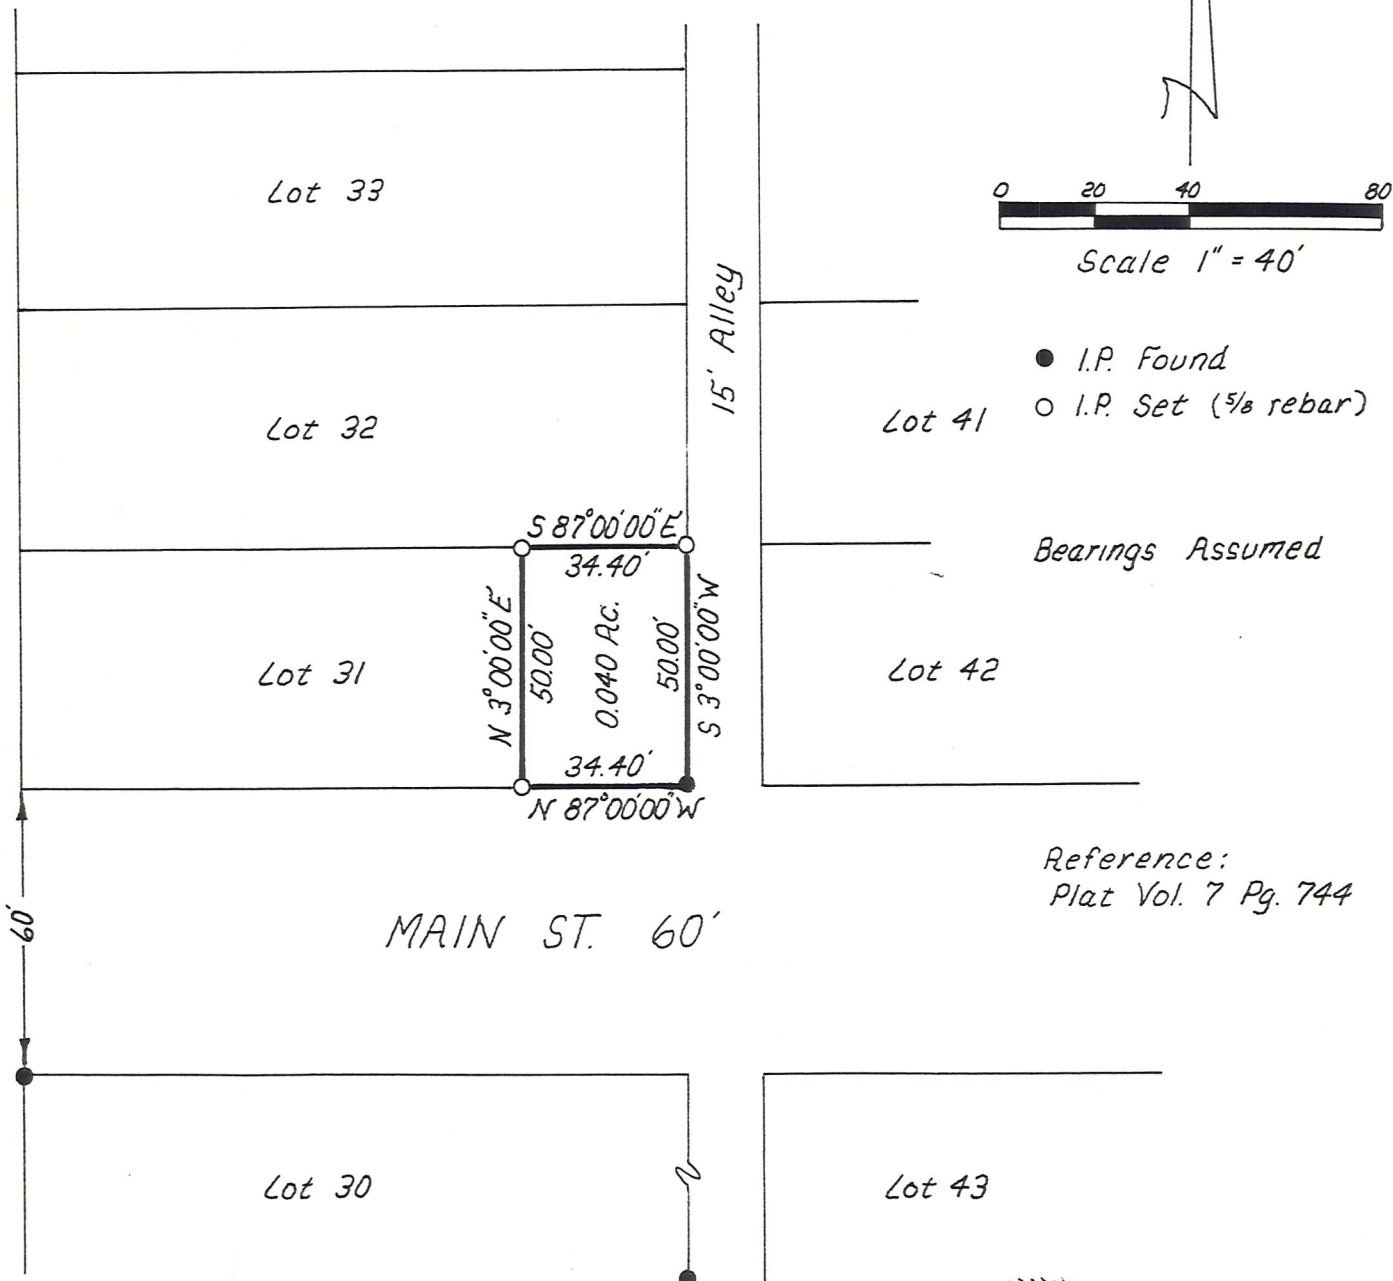 Lot 33
0 20 40 80
Scale 1" = 40'
15' Alley
I.P. Found
I.P. Set (5/8 rebar)
Lot 32
Lot 41
S 87°00'00" E
34.40'
Bearings Assumed
N 3°00'00" E
50.00'
0.040 Ac.
50.00'
S 3°00'00" W
Lot 31
Lot 42
34.40'
N 87°00'00" W
Reference:
Plat Vol. 7 Pg. 744
60'
MAIN ST. 60'
Lot 30
Lot 43